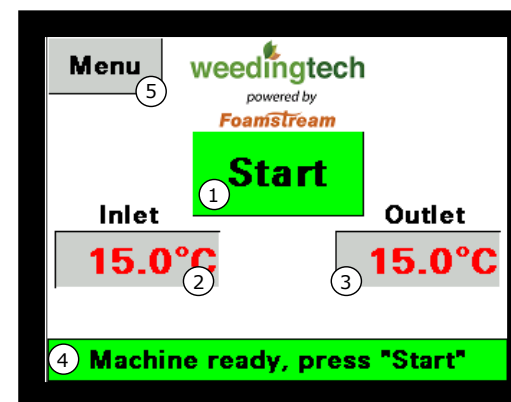 Menu
5
weedingtech
powered by
Foamstream
Start
1
Inlet
Outlet
15.0°C
2
3
15.0°C
4
Machine ready, press "Start"